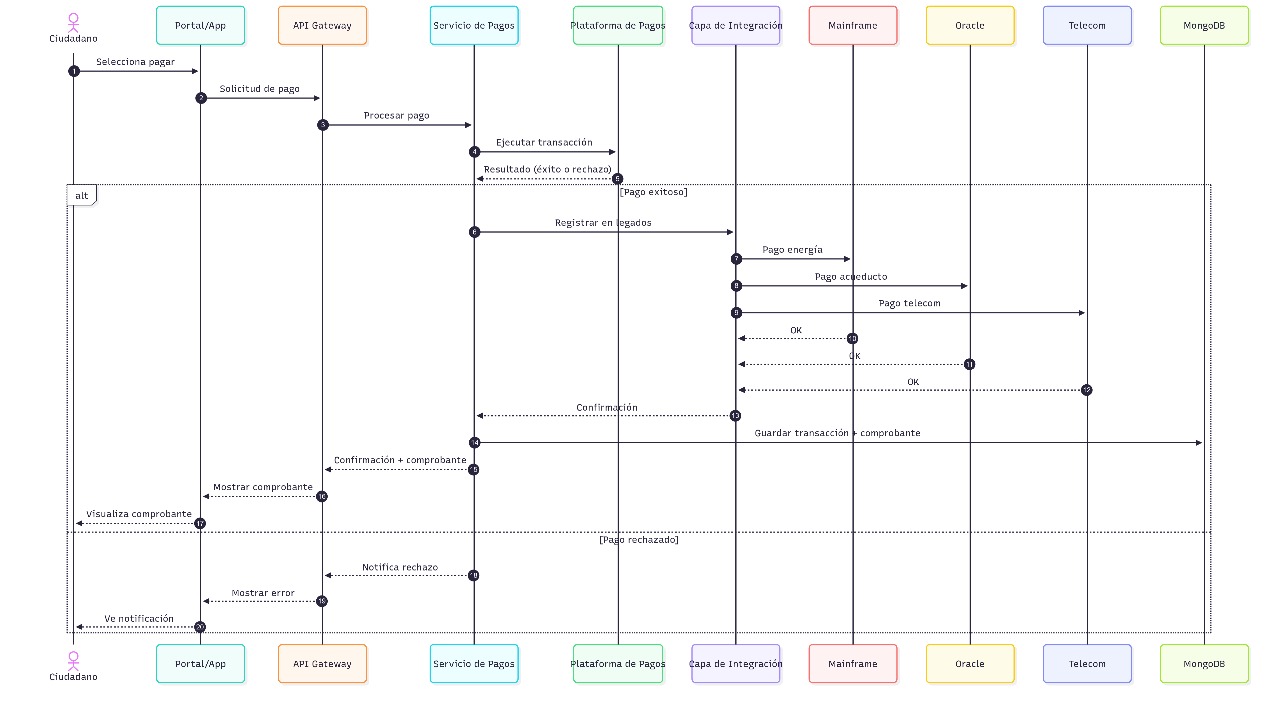 Ciudadano
Portal/App
API Gateway
Servicio de Pagos
Plataforma de Pagos
Capa de Integración
Mainframe
Oracle
Telecom
MongoDB
1 Selecciona pagar
2 Solicitud de pago
3 Procesar pago
4 Ejecutar transacción
5 Resultado (éxito o rechazo)
alt
[Pago exitoso]
6 Registrar en legados
7 Pago energía
8 Pago acueducto
9 Pago telecom
10 OK
11 OK
12 OK
13 Confirmación
14 Guardar transacción + comprobante
15 Confirmación + comprobante
16 Mostrar comprobante
17 Visualiza comprobante
[Pago rechazado]
18 Notifica rechazo
19 Mostrar error
20 Ve notificación
Ciudadano
Portal/App
API Gateway
Servicio de Pagos
Plataforma de Pagos
Capa de Integración
Mainframe
Oracle
Telecom
MongoDB